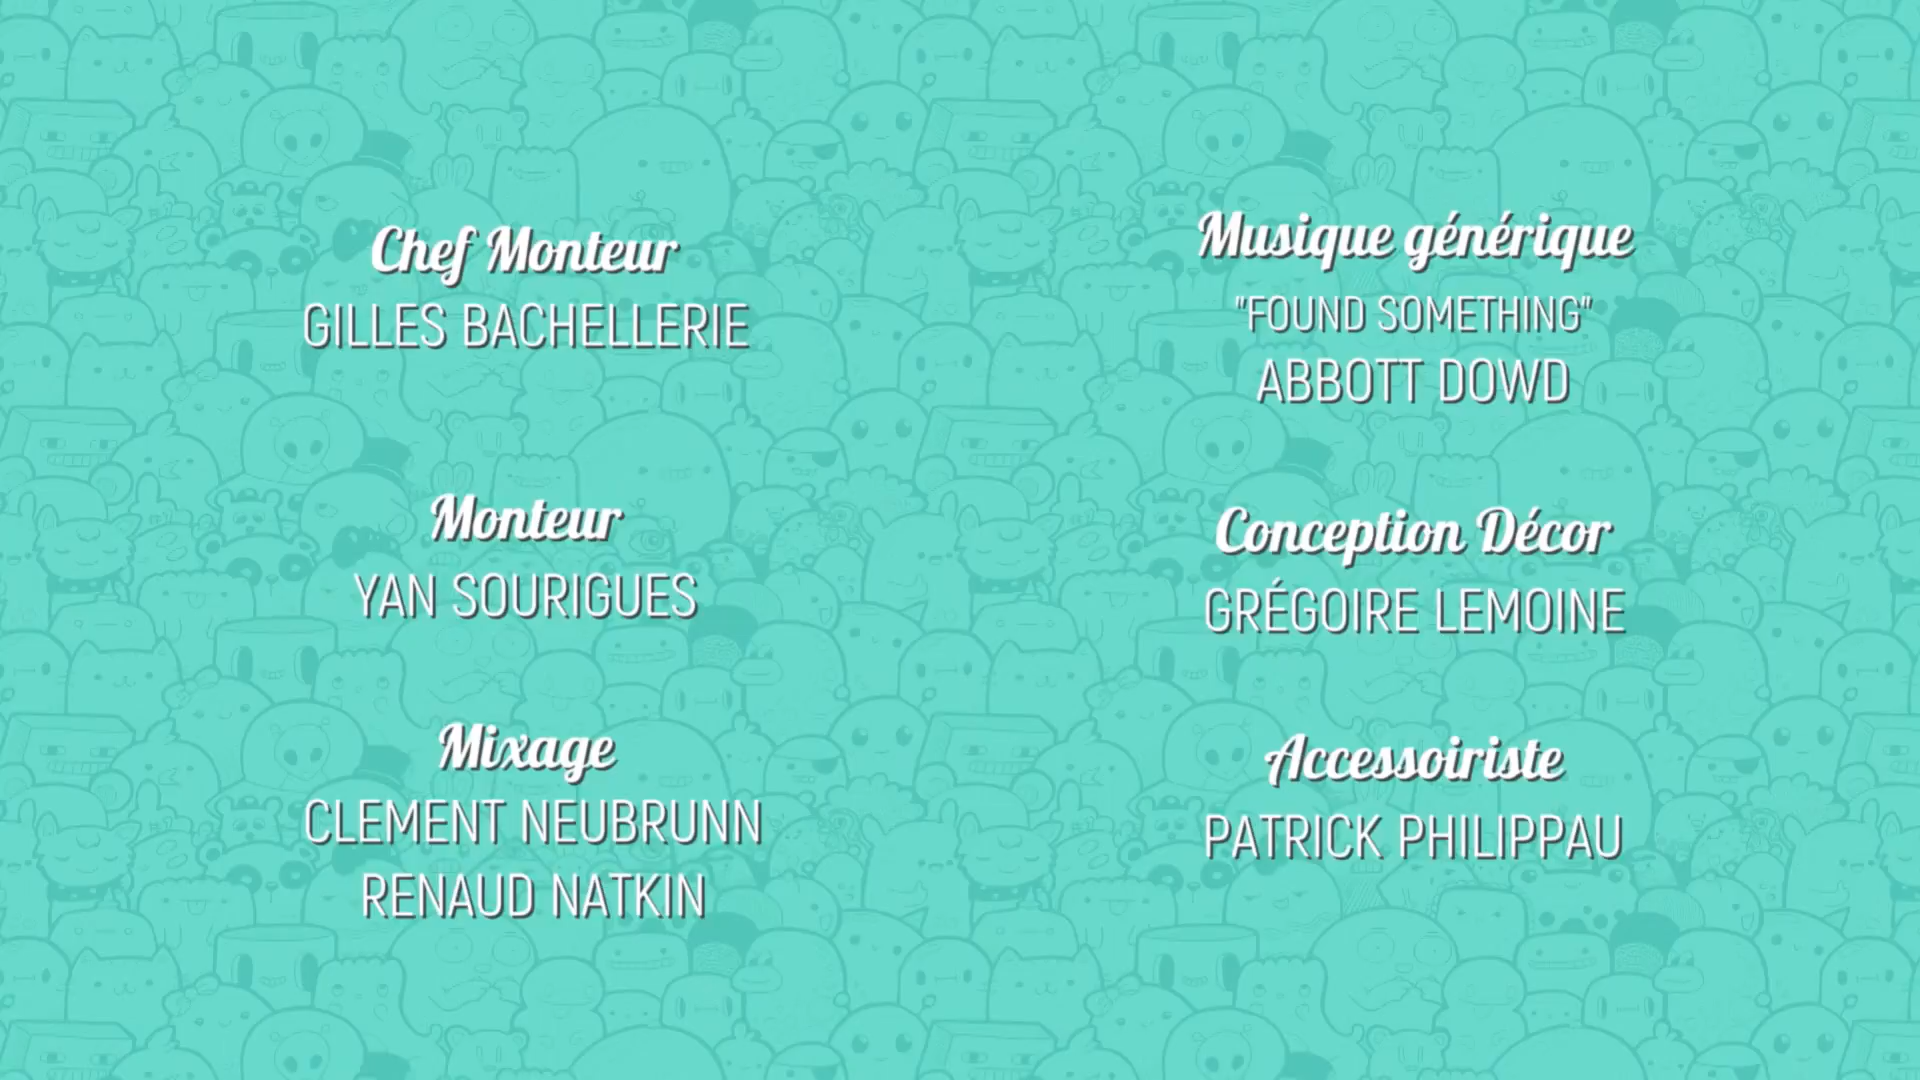 Chef Monteur
GILLES BACHELLERIE
Monteur
YAN SOURIGUES
Mixage
CLEMENT NEUBRUNN
RENAUD NATKIN
Musique générique
"FOUND SOMETHING"
ABBOTT DOWD
Conception Décor
GRÉGOIRE LEMOINE
Accessoiriste
PATRICK PHILIPPAU